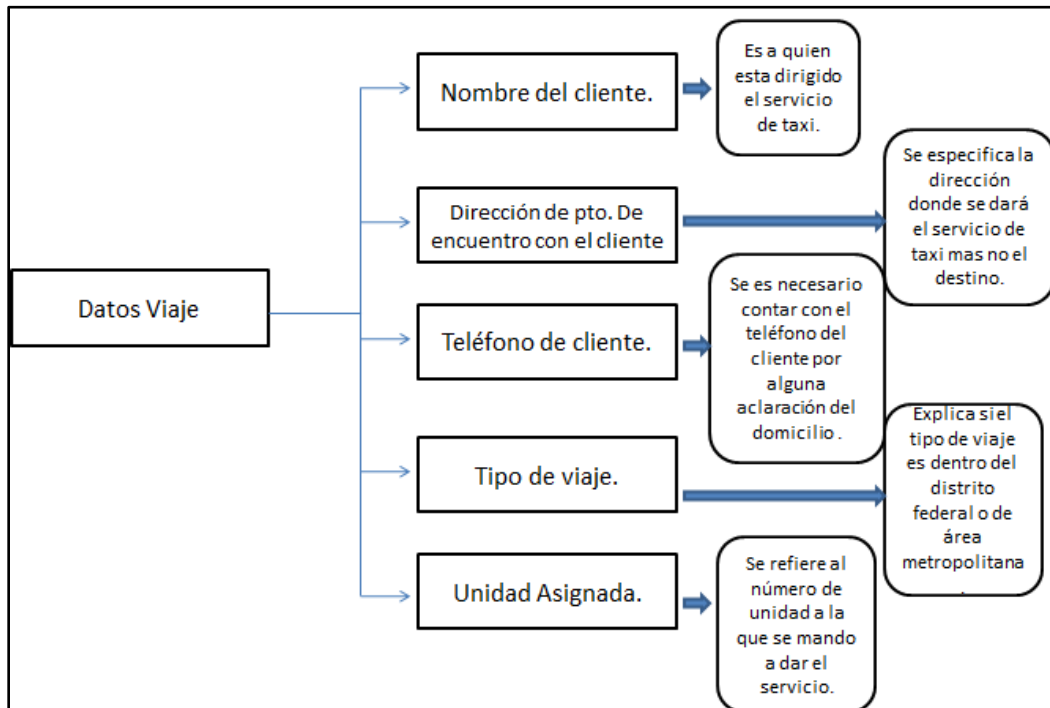 Datos Viaje
Nombre del cliente.
Es a quien
esta dirigido
el servicio
de taxi.
Dirección de pto. De
encuentro con el cliente
Se especifica la
dirección
donde se dará
el servicio de
taxi mas no el
destino.
Teléfono de cliente.
Se es necesario
contar con el
teléfono del
cliente por
alguna
aclaración del
domicilio .
Tipo de viaje.
Explica si el
tipo de viaje
es dentro del
distrito
federal o de
área
metropolitana
.
Unidad Asignada.
Se refiere al
número de
unidad a la
que se mando
a dar el
servicio.